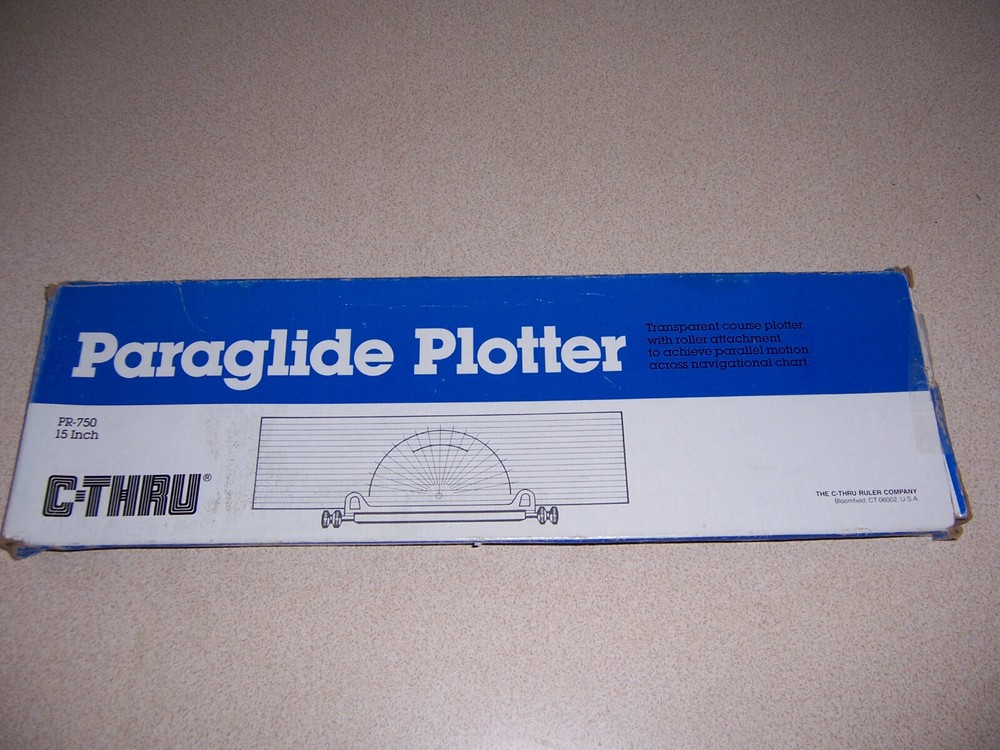 Paraglide Plotter
Transparent course plotter
with roller attachment
to achieve parallel motion
across navigational chart.
PR-750
15 Inch
C-THRU®
THE C-THRU RULER COMPANY
Bloomfield, CT 06002, U.S.A.